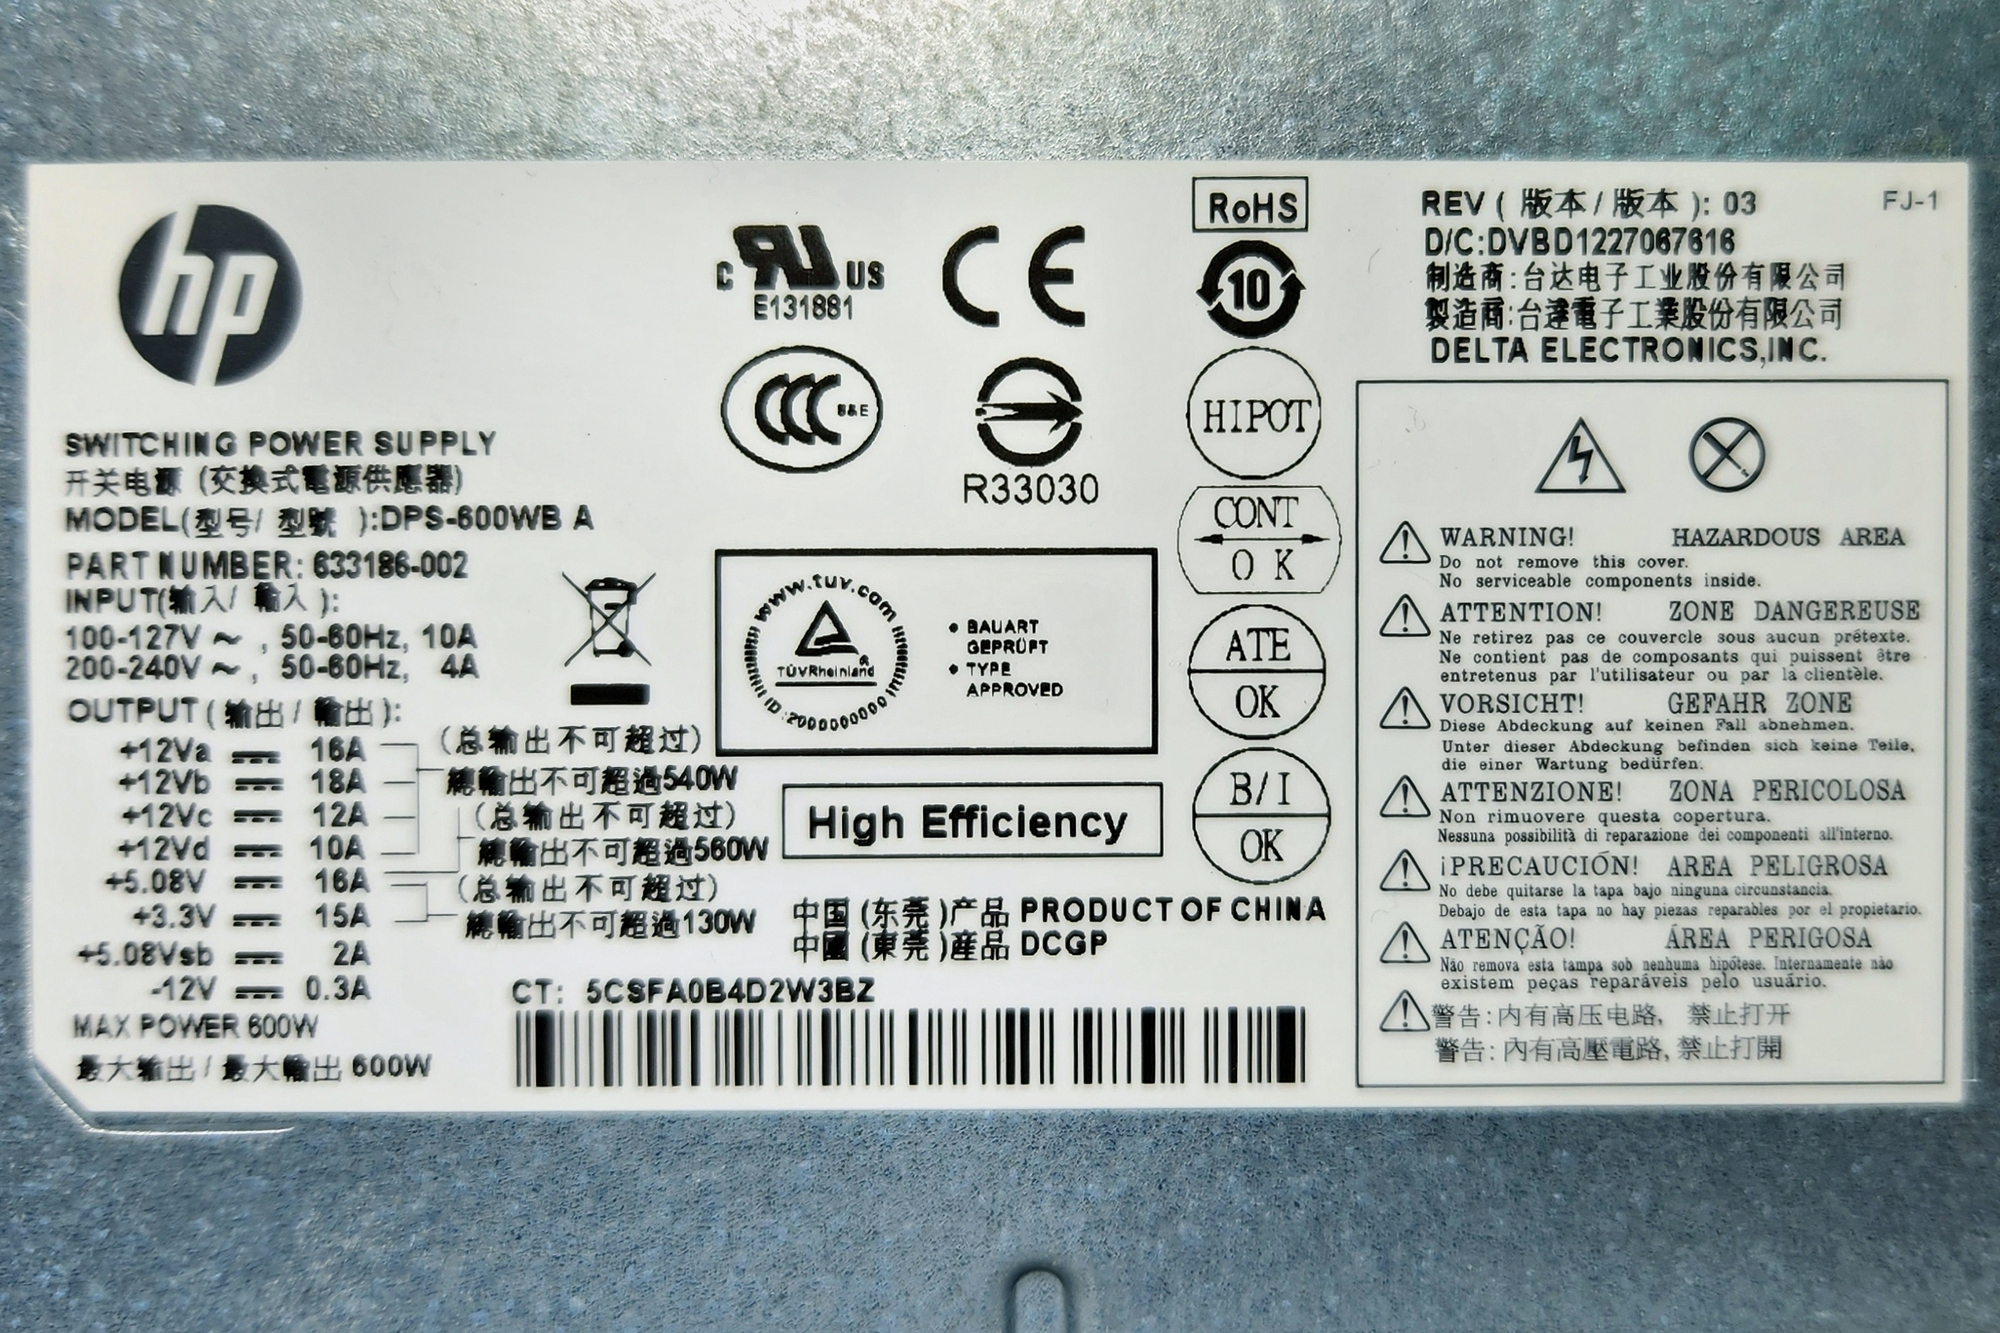 hp
SWITCHING POWER SUPPLY
开关电源 (交換式電源供應器)
MODEL(型号/ 型號 ):DPS-600WB A
PART NUMBER: 633186-002
INPUT(输入/ 輸入 ):
100-127V ~ , 50-60Hz, 10A
200-240V ~ , 50-60Hz, 4A
OUTPUT ( 输出 / 輸出 ):
+12Va 16A
+12Vb 18A
+12Vc 12A
+12Vd 10A
+5.08V 16A
+3.3V 15A
+5.08Vsb 2A
-12V 0.3A
(总输出不可超过)
總輸出不可超過540W
(总输出不可超过)
總輸出不可超過560W
(总输出不可超过)
總輸出不可超過130W
MAX POWER 600W
最大输出 / 最大輸出 600W
C RU US
E131881
CE
CCC S&E
R33030
www.tuv.com
TÜVRheinland®
ID:2000000000
• BAUART
GEPRÜFT
• TYPE
APPROVED
High Efficiency
中国 (东莞)产品 PRODUCT OF CHINA
中國 (東莞)産品 DCGP
CT: 5CSFA0B4D2W3BZ
RoHS
10
HIPOT
CONT
OK
ATE
OK
B/I
OK
REV ( 版本 / 版本 ): 03
FJ-1
D/C:DVBD1227067616
制造商:台达电子工业股份有限公司
製造商:台達電子工業股份有限公司
DELTA ELECTRONICS,INC.
WARNING! HAZARDOUS AREA
Do not remove this cover.
No serviceable components inside.
ATTENTION! ZONE DANGEREUSE
Ne retirez pas ce couvercle sous aucun prétexte.
Ne contient pas de composants qui puissent être
entretenus par l'utilisateur ou par la clientèle.
VORSICHT! GEFAHR ZONE
Diese Abdeckung auf keinen Fall abnehmen.
Unter dieser Abdeckung befinden sich keine Teile,
die einer Wartung bedürfen.
ATTENZIONE! ZONA PERICOLOSA
Non rimuovere questa copertura.
Nessuna possibilità di reparazione dei componenti all'interno.
¡PRECAUCIÓN! AREA PELIGROSA
No debe quitarse la tapa bajo ninguna circunstancia.
Debajo de esta tapa no hay piezas reparables por el propietario.
ATENÇÃO! ÁREA PERIGOSA
Não remova esta tampa sob nenhuma hipótese. Internamente não
existem peças reparáveis pelo usuário.
警告:内有高压电路, 禁止打开
警告:內有高壓電路,禁止打開